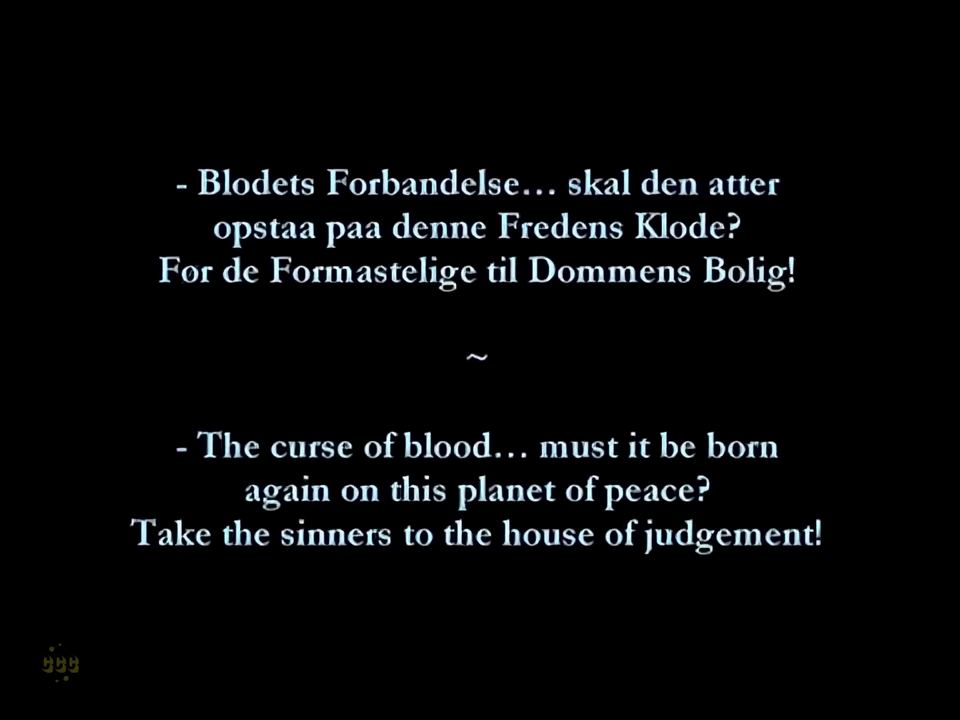 - Blodets Forbandelse... skal den atter
opstaa paa denne Fredens Klode?
Før de Formastelige til Dommens Bolig!
~
- The curse of blood... must it be born
again on this planet of peace?
Take the sinners to the house of judgement!
CCC